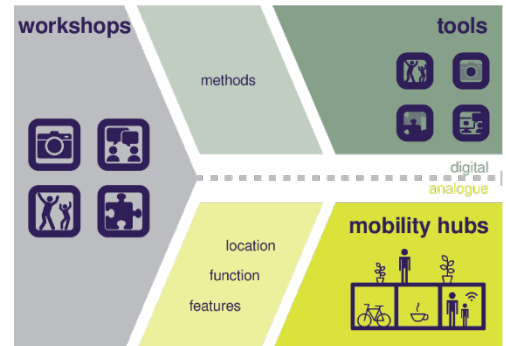 workshops
tools
methods
digital
analogue
mobility hubs
location
function
features